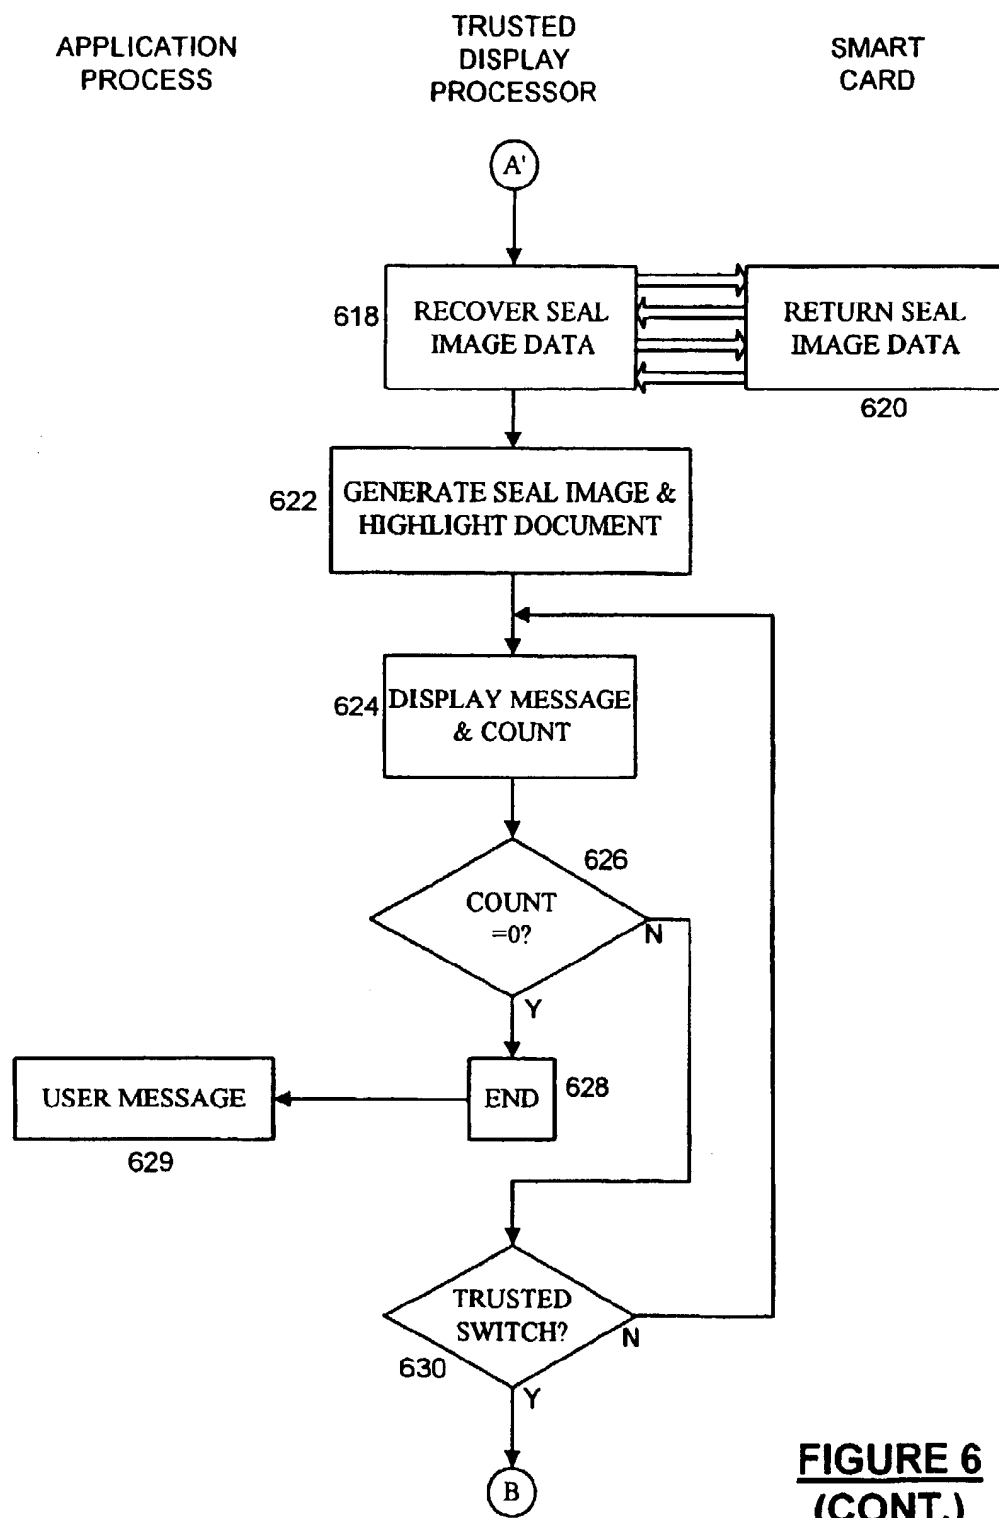 APPLICATION
PROCESS
TRUSTED
DISPLAY
PROCESSOR
SMART
CARD
A'
618
RECOVER SEAL
IMAGE DATA
RETURN SEAL
IMAGE DATA
620
622
GENERATE SEAL IMAGE &
HIGHLIGHT DOCUMENT
624
DISPLAY MESSAGE
& COUNT
626
COUNT
=0?
N
Y
USER MESSAGE
629
END
628
TRUSTED
SWITCH?
N
630
Y
B
FIGURE 6
(CONT.)